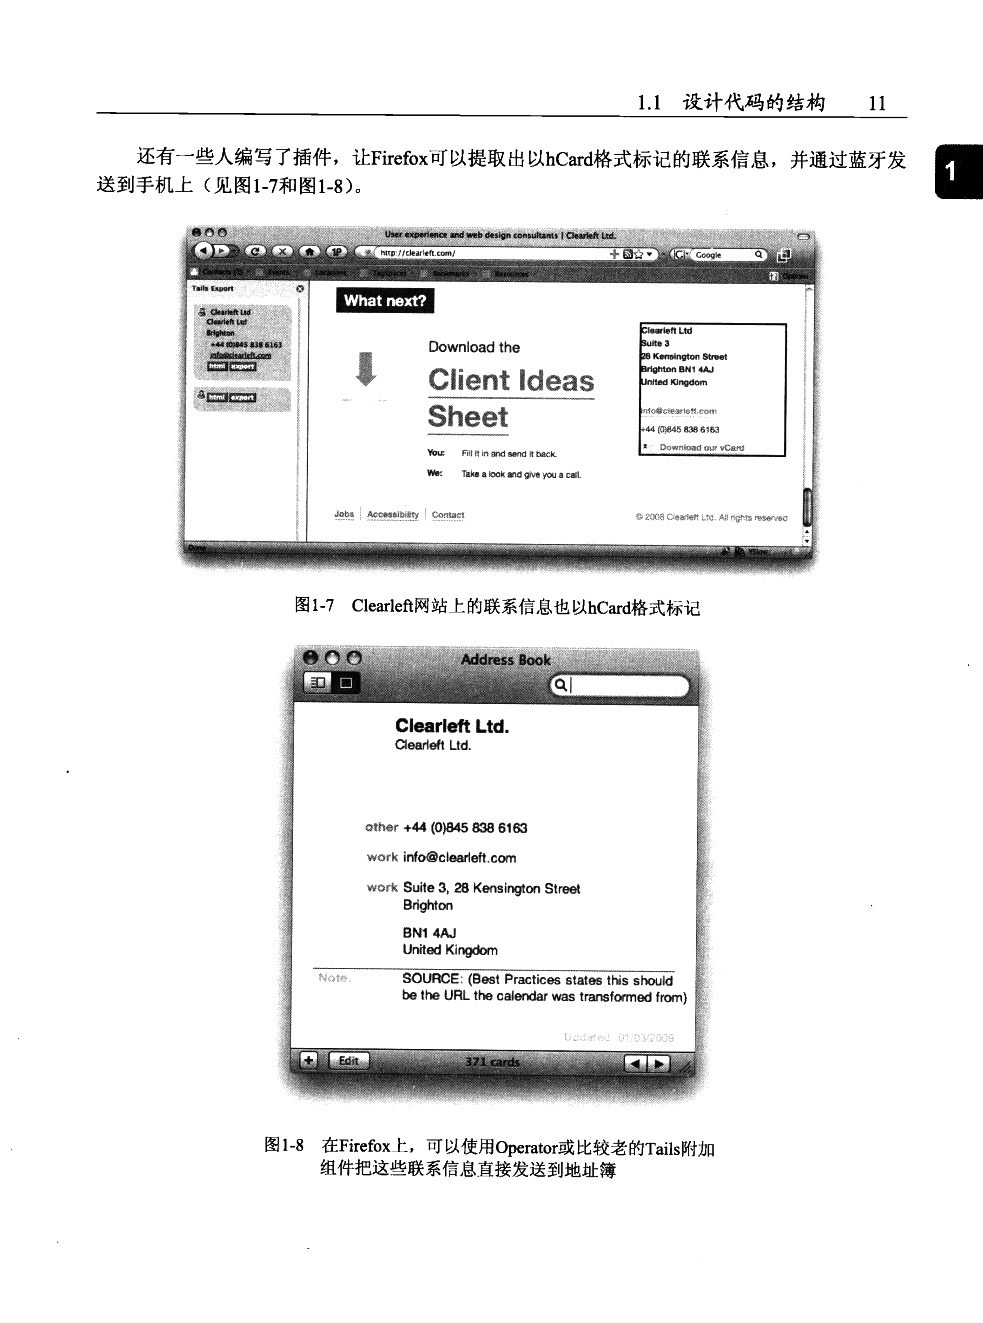 1.1 设计代码的结构 11
还有一些人编写了插件，让Firefox可以提取出以hCard格式标记的联系信息，并通过蓝牙发
送到手机上（见图1-7和图1-8）。
1
User experience and web design consultants | Clearleft Ltd.
1P http://clearleft.com/ Google
Tails Export
Clearleft Ltd
Clearleft Ltd
Brighton
+44 (0)845 838 6163
info@clearleft.com
html export
html export
What next?
Download the
Client Ideas
Sheet
You: Fill it in and send it back.
We: Take a look and give you a call.
Clearleft Ltd
Suite 3
28 Kensington Street
Brighton BN1 4AJ
United Kingdom
info@clearleft.com
+44 (0)845 838 6163
Download our vCard
Jobs Accessibility Contact
© 2008 Clearleft Ltd. All rights reserved
Done YSlow
图1-7 Clearleft网站上的联系信息也以hCard格式标记
Address Book
Clearleft Ltd.
Clearleft Ltd.
other +44 (0)845 838 6163
work info@clearleft.com
work Suite 3, 28 Kensington Street
Brighton
BN1 4AJ
United Kingdom
Note SOURCE: (Best Practices states this should
be the URL the calendar was transformed from)
Updated 01/03/2009
+ Edit 371 cards
图1-8 在Firefox上，可以使用Operator或比较老的Tails附加
组件把这些联系信息直接发送到地址簿